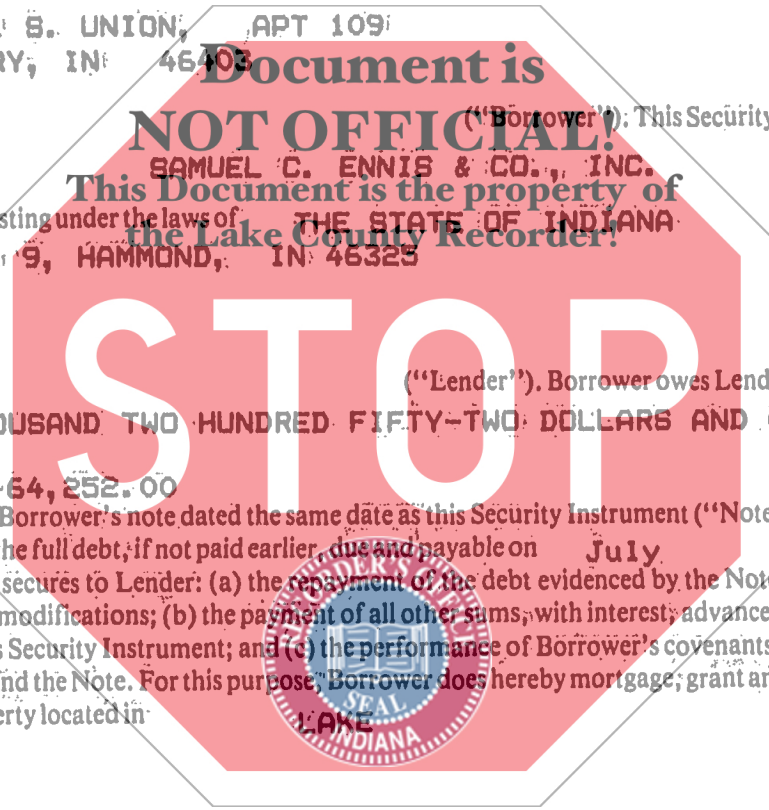 S. UNION, APT 109
RY, IN 46403
Document is
NOT OFFICIAL!
("Borrower"). This Security
SAMUEL C. ENNIS & CO., INC.
This Document is the property of
sting under the laws of THE STATE OF INDIANA
the Lake County Recorder!
9, HAMMOND, IN 46325
STOP
("Lender"). Borrower owes Lend
OUSAND TWO HUNDRED FIFTY-TWO DOLLARS AND
64,252.00
Borrower's note dated the same date as this Security Instrument ("Note
he full debt, if not paid earlier, due and payable on July
secures to Lender: (a) the repayment of the debt evidenced by the Note
modifications; (b) the payment of all other sums, with interest, advance
s Security Instrument; and (c) the performance of Borrower's covenants
nd the Note. For this purpose, Borrower does hereby mortgage, grant an
erty located in LAKE
RECORDER'S OFFICE
SEAL
INDIANA